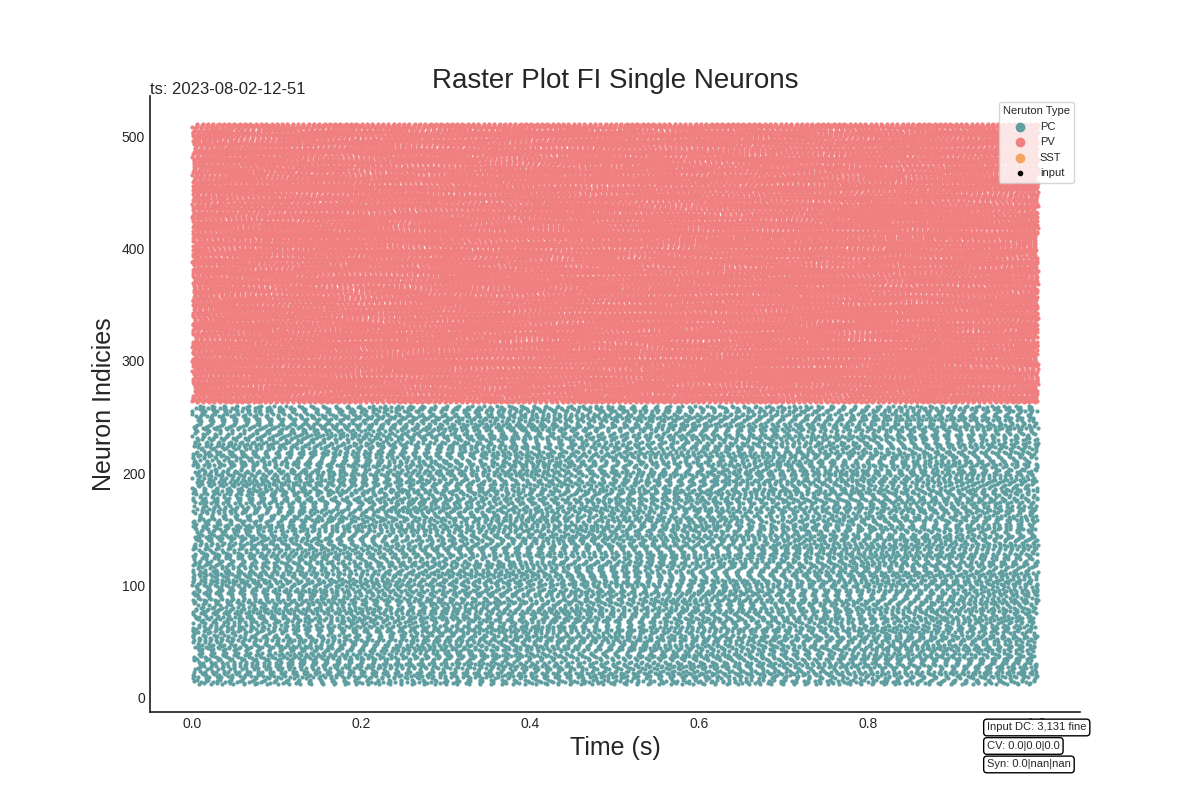 Raster Plot FI Single Neurons
ts: 2023-08-02-12-51
Neruton Type
PC
PV
SST
input
500
400
300
200
100
0
Neuron Indicies
0.0 0.2 0.4 0.6 0.8
Time (s)
Input DC: 3,131 fine
CV: 0.0|0.0|0.0
Syn: 0.0|nan|nan